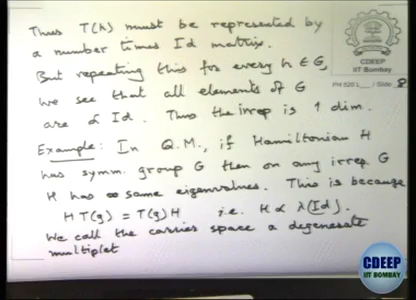 Thus T(h) must be represented by
a number times Id matrix.
But repeating this for every h ∈ G,
we see that all elements of G
are ∝ Id. Thus the irrep is 1 dim.
Example: In Q.M., if Hamiltonian H
has symm. group G then on any irrep. G
H has same eigenvalues. This is because
H T(g) = T(g) H i.e. H ∝ λ(Id).
We call the carrier space a degenerate
multiplet
CDEEP
IIT Bombay
PH 520 L / Slide
CDEEP
IIT BOMBAY